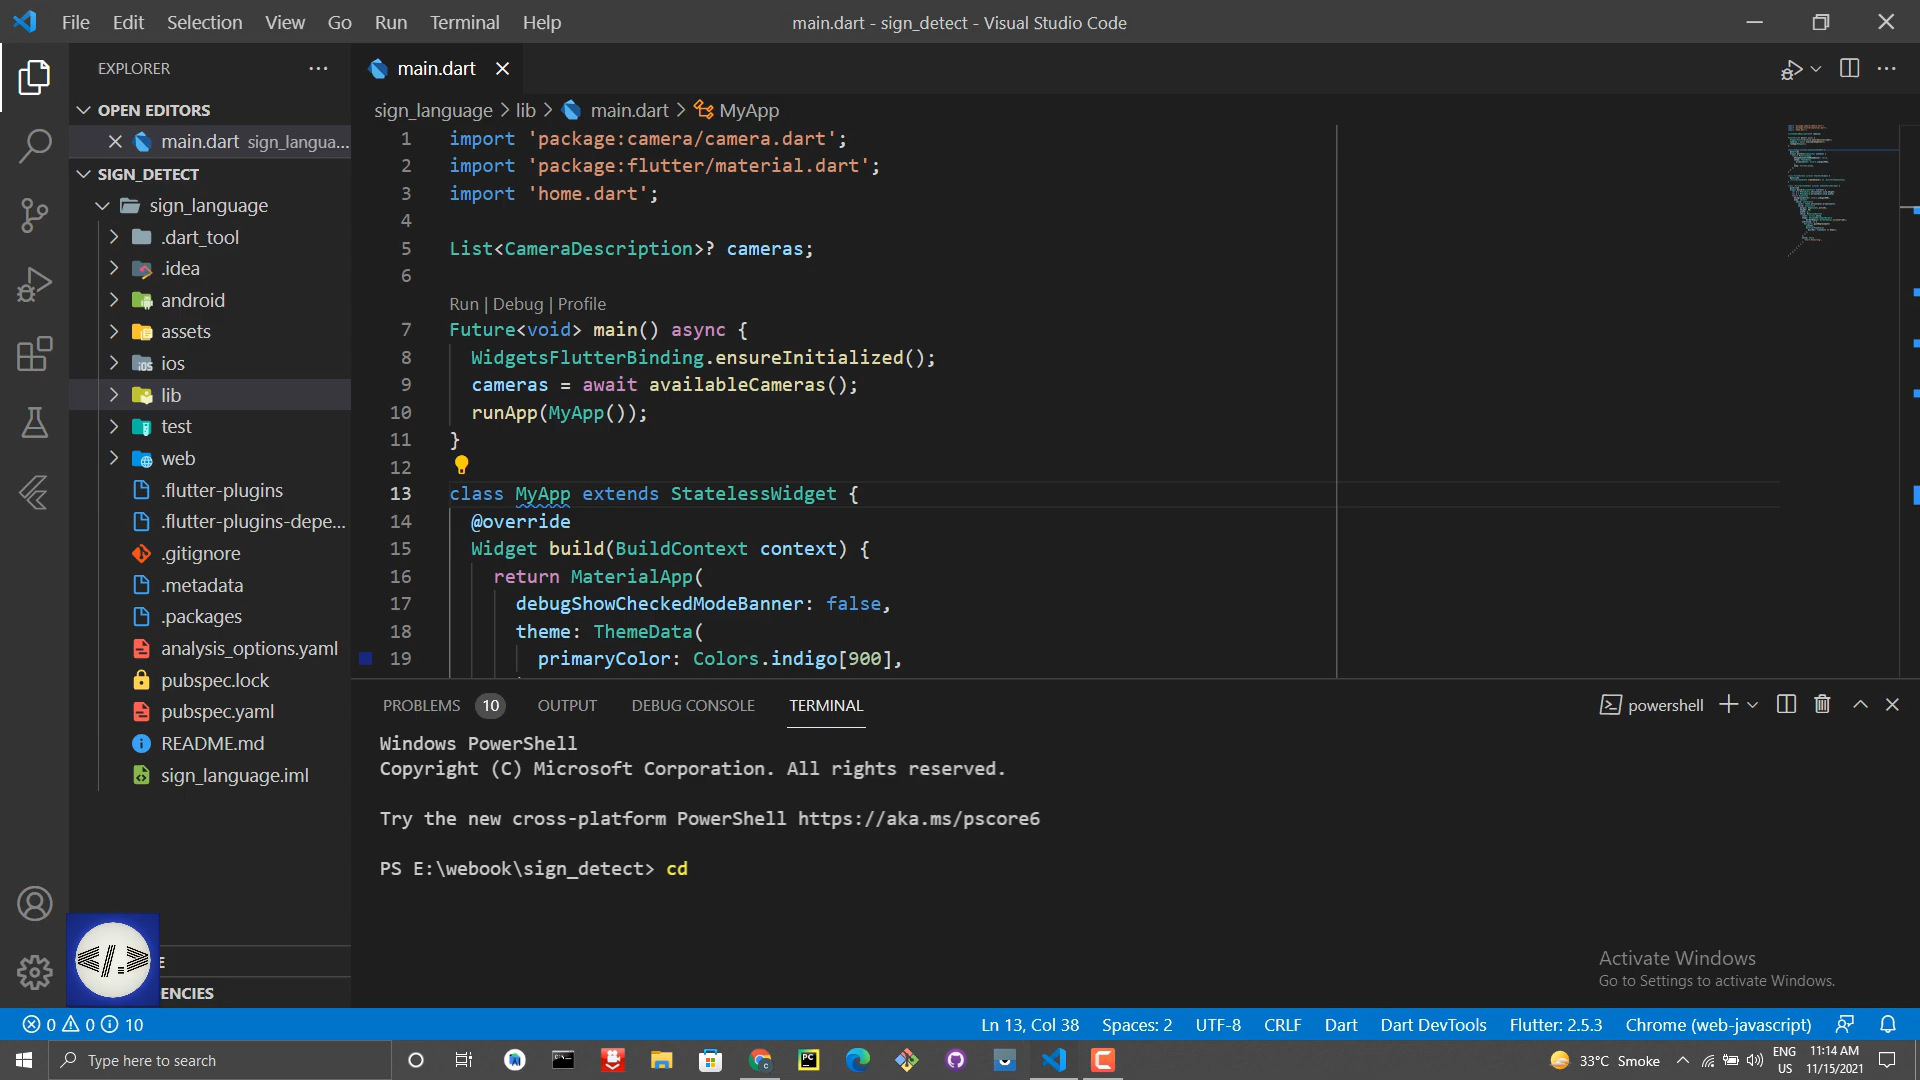 File Edit Selection View Go Run Terminal Help
main.dart - sign_detect - Visual Studio Code
EXPLORER
OPEN EDITORS
main.dart sign_langua...
SIGN_DETECT
sign_language
.dart_tool
.idea
android
assets
ios
lib
test
web
.flutter-plugins
.flutter-plugins-depe...
.gitignore
.metadata
.packages
analysis_options.yaml
pubspec.lock
pubspec.yaml
README.md
sign_language.iml
E
ENCIES
</.>
main.dart
sign_language > lib > main.dart > MyApp
1 import 'package:camera/camera.dart';
2 import 'package:flutter/material.dart';
3 import 'home.dart';
4
5 List<CameraDescription>? cameras;
6
Run | Debug | Profile
7 Future<void> main() async {
8 WidgetsFlutterBinding.ensureInitialized();
9 cameras = await availableCameras();
10 runApp(MyApp());
11 }
12
13 class MyApp extends StatelessWidget {
14 @override
15 Widget build(BuildContext context) {
16 return MaterialApp(
17 debugShowCheckedModeBanner: false,
18 theme: ThemeData(
19 primaryColor: Colors.indigo[900],
PROBLEMS 10 OUTPUT DEBUG CONSOLE TERMINAL
powershell
Windows PowerShell
Copyright (C) Microsoft Corporation. All rights reserved.
Try the new cross-platform PowerShell https://aka.ms/pscore6
PS E:\webook\sign_detect> cd
Activate Windows
Go to Settings to activate Windows.
0 0 10
Ln 13, Col 38 Spaces: 2 UTF-8 CRLF Dart Dart DevTools Flutter: 2.5.3 Chrome (web-javascript)
Type here to search
PC
33°C Smoke
ENG
US
11:14 AM
11/15/2021